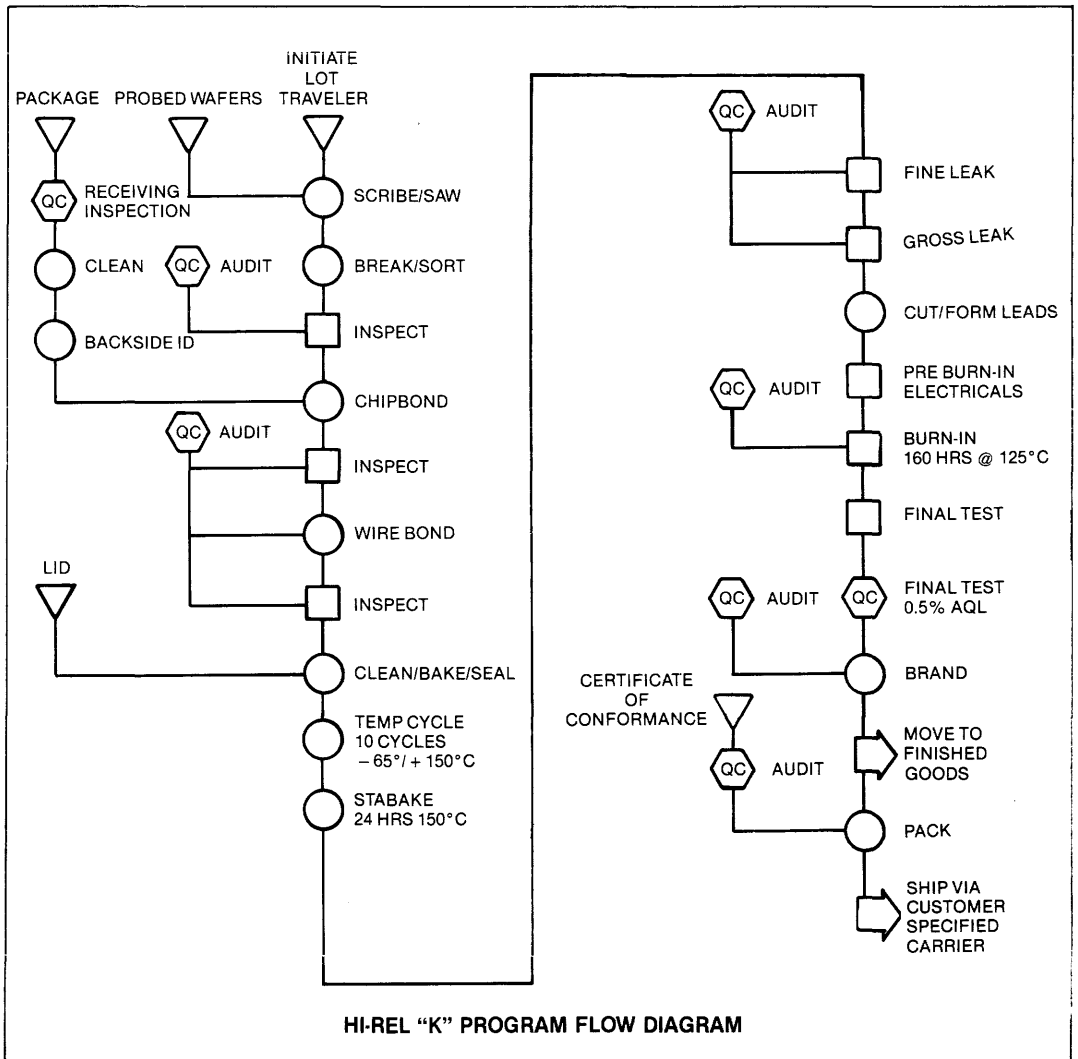 INITIATE
LOT
TRAVELER
PACKAGE
PROBED WAFERS
QC
RECEIVING
INSPECTION
SCRIBE/SAW
CLEAN
QC
AUDIT
BREAK/SORT
BACKSIDE ID
INSPECT
CHIPBOND
QC
AUDIT
INSPECT
WIRE BOND
LID
INSPECT
CLEAN/BAKE/SEAL
TEMP CYCLE
10 CYCLES
– 65°/ + 150°C
STABAKE
24 HRS 150°C
QC
AUDIT
FINE LEAK
GROSS LEAK
CUT/FORM LEADS
PRE BURN-IN
ELECTRICALS
QC
AUDIT
BURN-IN
160 HRS @ 125°C
FINAL TEST
QC
AUDIT
QC
FINAL TEST
0.5% AQL
BRAND
CERTIFICATE
OF
CONFORMANCE
MOVE TO
FINISHED
GOODS
QC
AUDIT
PACK
SHIP VIA
CUSTOMER
SPECIFIED
CARRIER
HI-REL “K” PROGRAM FLOW DIAGRAM